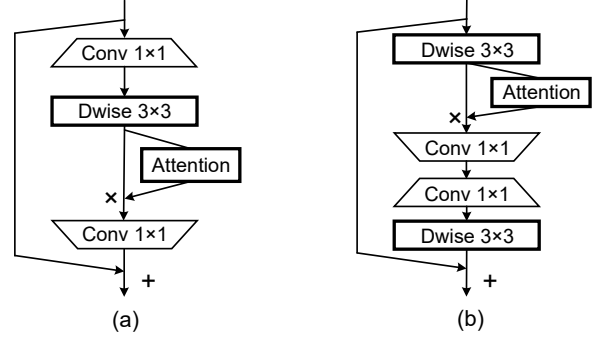 Conv 1×1
Dwise 3×3
Attention
×
Conv 1×1
+
(a)
Dwise 3×3
Attention
×
Conv 1×1
Conv 1×1
Dwise 3×3
+
(b)